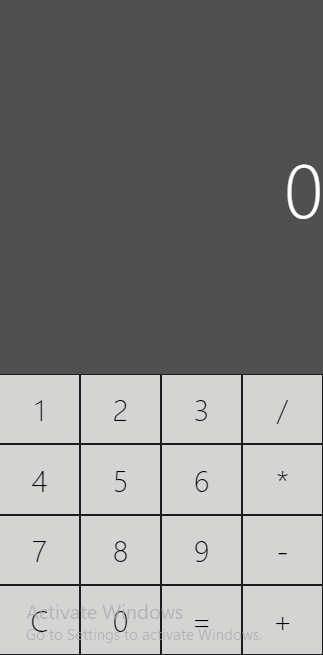 0
1 2 3 /
4 5 6 *
7 8 9 -
Activate Windows
C 0 = +
Go to Settings to activate Windows.